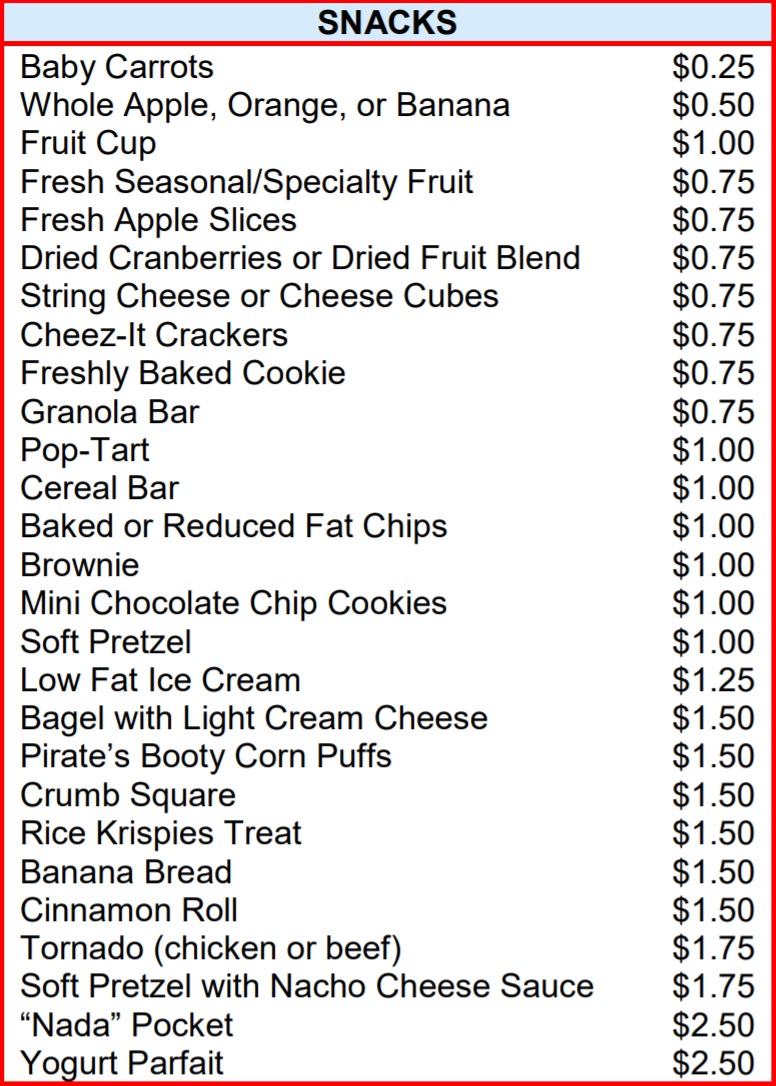 SNACKS
Baby Carrots $0.25
Whole Apple, Orange, or Banana $0.50
Fruit Cup $1.00
Fresh Seasonal/Specialty Fruit $0.75
Fresh Apple Slices $0.75
Dried Cranberries or Dried Fruit Blend $0.75
String Cheese or Cheese Cubes $0.75
Cheez-It Crackers $0.75
Freshly Baked Cookie $0.75
Granola Bar $0.75
Pop-Tart $1.00
Cereal Bar $1.00
Baked or Reduced Fat Chips $1.00
Brownie $1.00
Mini Chocolate Chip Cookies $1.00
Soft Pretzel $1.00
Low Fat Ice Cream $1.25
Bagel with Light Cream Cheese $1.50
Pirate’s Booty Corn Puffs $1.50
Crumb Square $1.50
Rice Krispies Treat $1.50
Banana Bread $1.50
Cinnamon Roll $1.50
Tornado (chicken or beef) $1.75
Soft Pretzel with Nacho Cheese Sauce $1.75
“Nada” Pocket $2.50
Yogurt Parfait $2.50